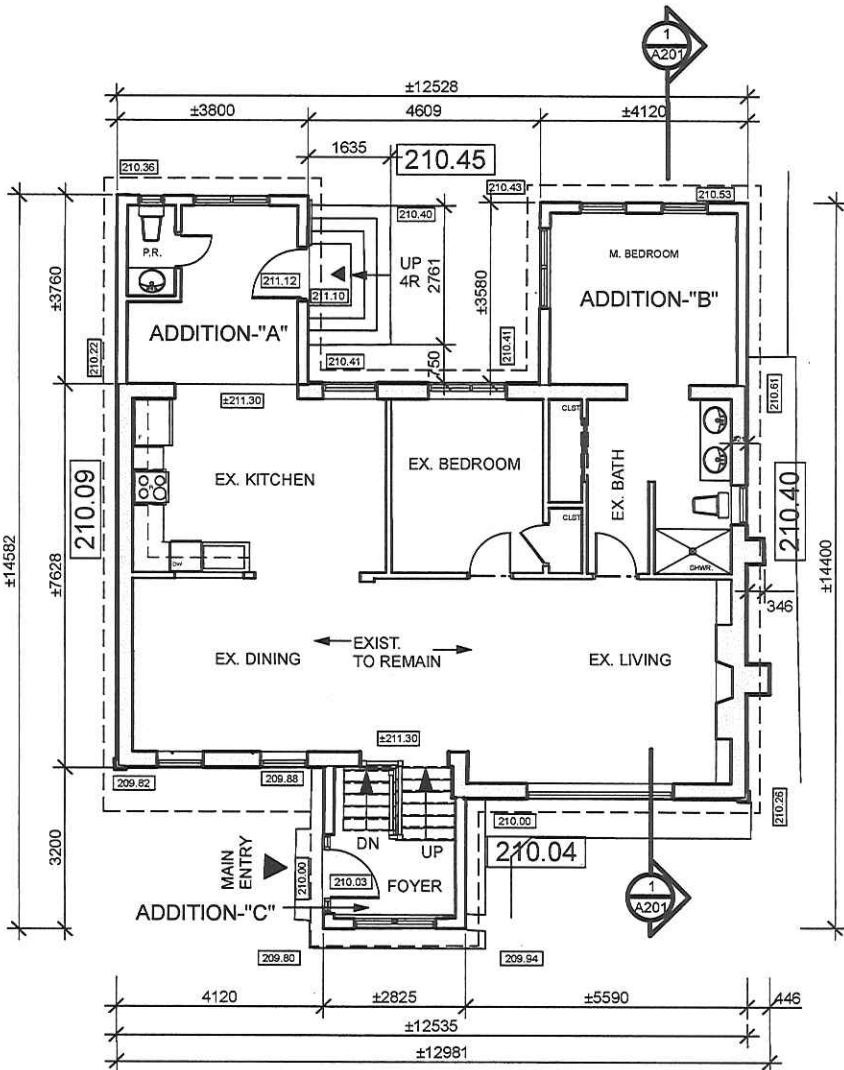 1
A201
±12528
±3800
4609
±4120
1635
210.45
210.36
210.43
210.53
210.40
P.R.
UP
4R
2761
±3580
M. BEDROOM
ADDITION-"B"
211.12
211.10
±3760
ADDITION-"A"
210.22
210.41
750
210.41
±211.30
210.61
CLST
EX. KITCHEN
EX. BEDROOM
EX. BATH
210.09
210.40
±14582
±7628
±14400
CLST
DW
SHWR.
346
EX. DINING
EXIST.
TO REMAIN
EX. LIVING
±211.30
209.82
209.88
210.26
210.00
DN
UP
210.04
3200
MAIN
ENTRY
210.00
210.03
FOYER
1
A201
ADDITION-"C"
209.80
209.94
4120
±2825
±5590
446
±12535
±12981